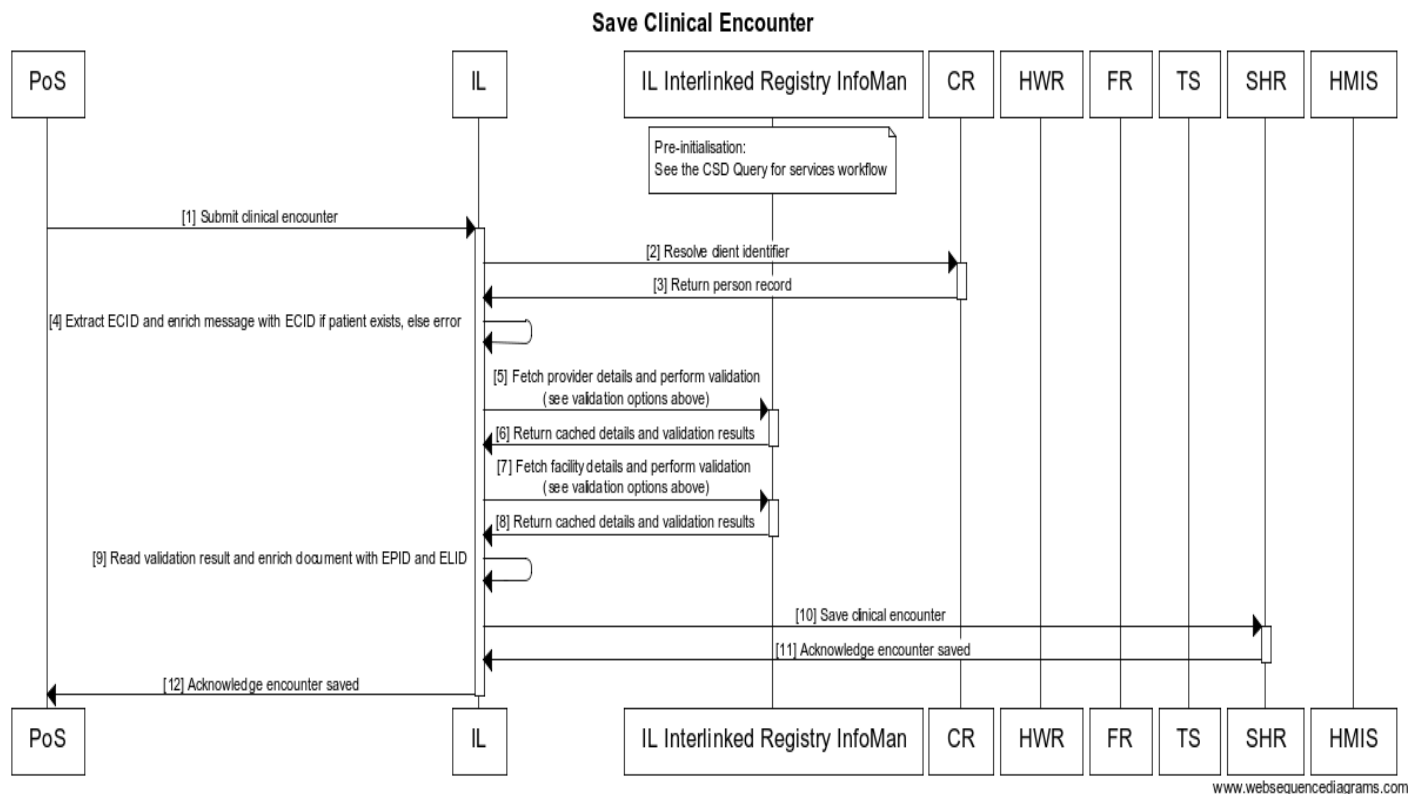 Save Clinical Encounter
PoS
IL
IL Interlinked Registry InfoMan
CR
HWR
FR
TS
SHR
HMIS
Pre-initialisation:
See the CSD Query for services workflow
[1] Submit clinical encounter
[2] Resolve client identifier
[3] Return person record
[4] Extract ECID and enrich message with ECID if patient exists, else error
[5] Fetch provider details and perform validation
(see validation options above)
[6] Return cached details and validation results
[7] Fetch facility details and perform validation
(see validation options above)
[8] Return cached details and validation results
[9] Read validation result and enrich document with EPID and ELID
[10] Save clinical encounter
[11] Acknowledge encounter saved
[12] Acknowledge encounter saved
PoS
IL
IL Interlinked Registry InfoMan
CR
HWR
FR
TS
SHR
HMIS
www.websequencediagrams.com